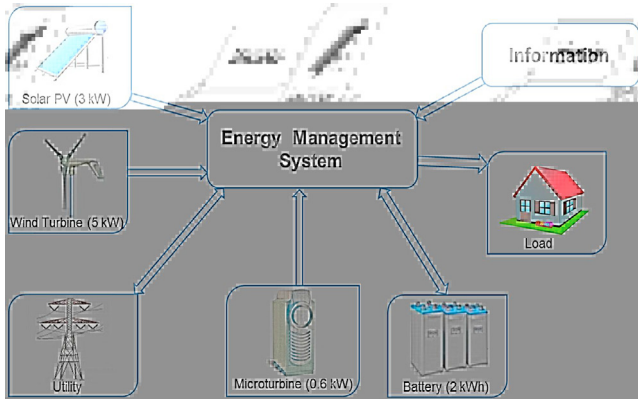 Information
Solar PV (3 kW)
Energy Management
System
Wind Turbine (5 kW)
Load
Utility
Microturbine (0.6 kW)
Battery (2 kWh)